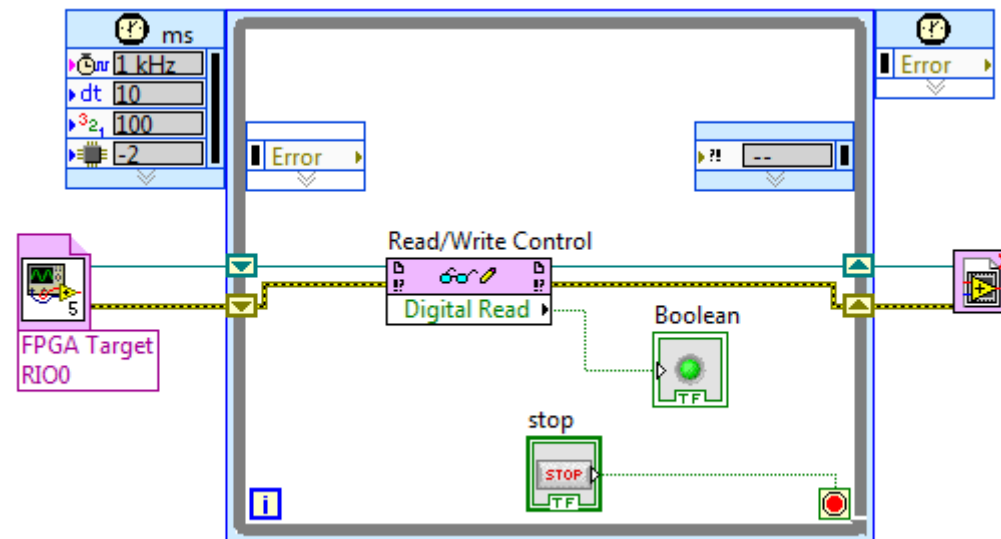 ms
1 kHz
dt 10
321 100
-2
Error
Error
?! --
Read/Write Control
!? !?
Digital Read
Boolean
TF
stop
STOP
TF
i
5
FPGA Target
RIO0